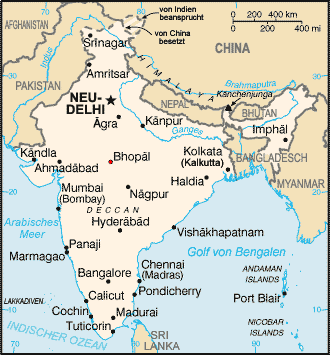 AFGHANISTAN
von Indien
beansprucht
von China
besetzt
0 200 400 km
0 200 400 mi
Srinagar
Indus
CHINA
Amritsar
HIMALAYA
PAKISTAN
NEU-
DELHI
Brahmaputra
Kanchenjunga
NEPAL
BHUTAN
Āgra
Kānpur
Ganges
Imphāl
BANGLADESCH
Kāndla
Ahmadābād
Bhopāl
Kolkata
(Kalkutta)
Haldia
MYANMAR
Mumbai
(Bombay)
Nāgpur
DECCAN
Arabisches
Meer
Hyderābād
Vishākhapatnam
Panaji
Marmagao
Golf von Bengalen
Bangalore
Chennai
(Madras)
ANDAMAN
ISLANDS
LAKKADIVEN
Calicut
Pondicherry
Port Blair
Cochin
Madurai
NICOBAR
ISLANDS
Tuticorin
INDISCHER OZEAN
SRI
LANKA